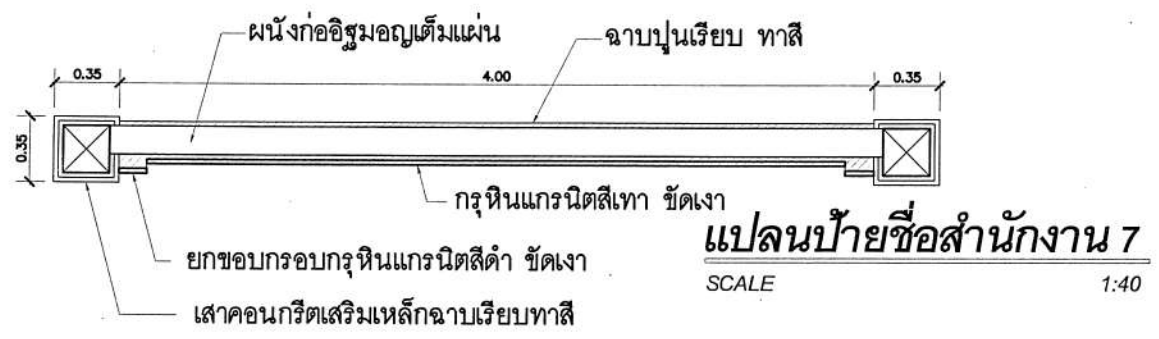 ผนังก่ออิฐมอญเต็มแผ่น
ฉาบปูนเรียบ ทาสี
0.35
4.00
0.35
0.35
กรุหินแกรนิตสีเทา ขัดเงา
แปลนป้ายชื่อสำนักงาน 7
ยกขอบกรอบกรุหินแกรนิตสีดำ ขัดเงา
SCALE 1:40
เสาคอนกรีตเสริมเหล็กฉาบเรียบทาสี